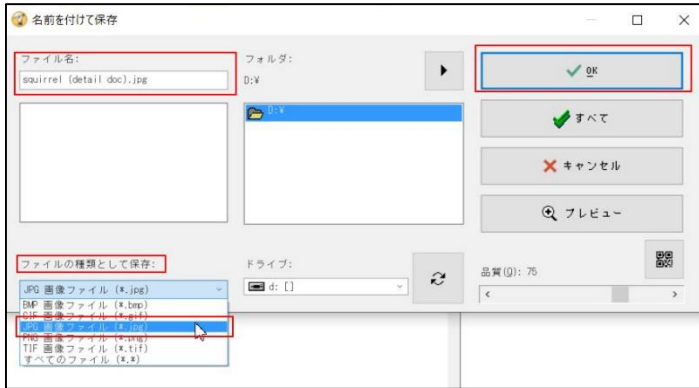 名前を付けて保存
ファイル名:
squirrel (detail doc).jpg
フォルダ:
D:¥
D:¥
OK
すべて
キャンセル
プレビュー
ファイルの種類として保存:
JPG 画像ファイル (*.jpg)
ドライブ:
d: []
品質(Q): 75
BMP 画像ファイル (*.bmp)
GIF 画像ファイル (*.gif)
JPG 画像ファイル (*.jpg)
PNG 画像ファイル (*.png)
TIF 画像ファイル (*.tif)
すべてのファイル (*.*)